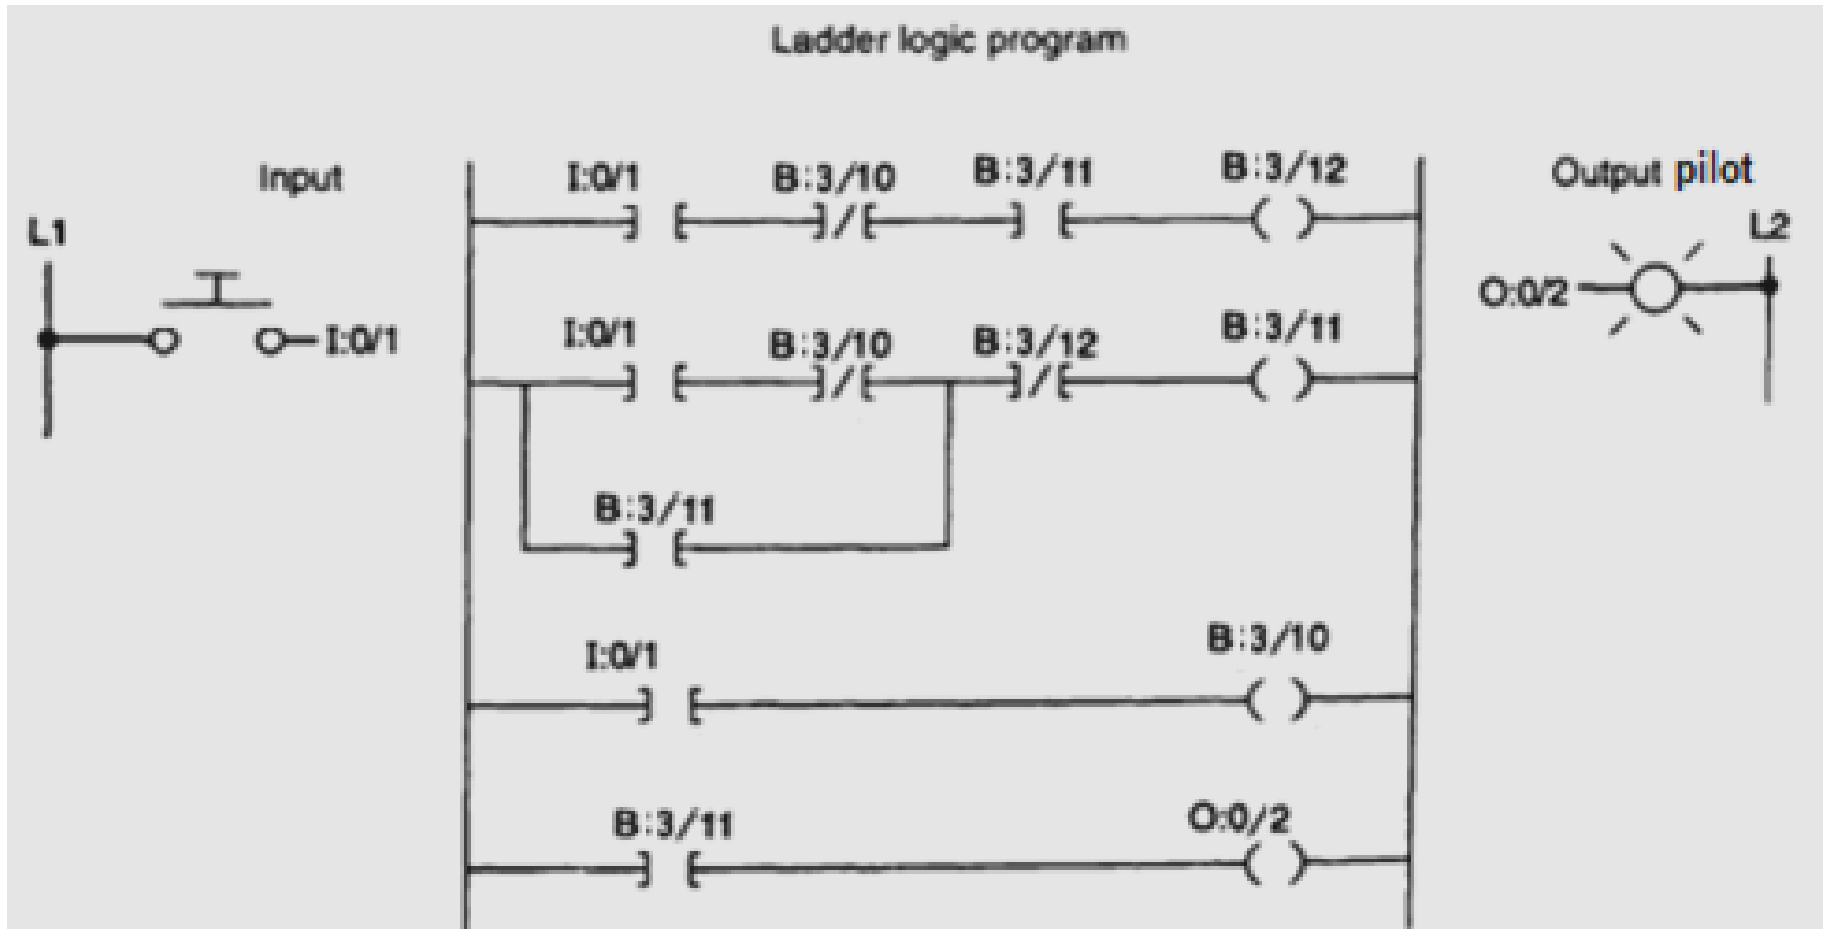 Ladder logic program
Input
I:0/1 B:3/10 B:3/11 B:3/12
Output pilot
L1
L2
O:0/2
I:0/1
I:0/1 B:3/10 B:3/12 B:3/11
B:3/11
I:0/1 B:3/10
B:3/11 O:0/2